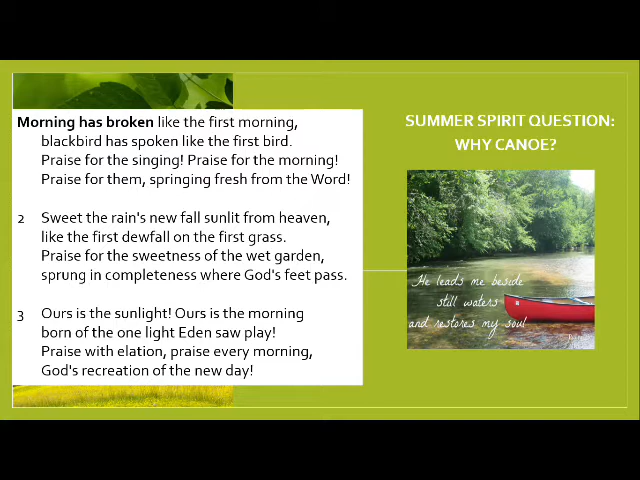 Morning has broken like the first morning,
blackbird has spoken like the first bird.
Praise for the singing! Praise for the morning!
Praise for them, springing fresh from the Word!
2 Sweet the rain's new fall sunlit from heaven,
like the first dewfall on the first grass.
Praise for the sweetness of the wet garden,
sprung in completeness where God's feet pass.
3 Ours is the sunlight! Ours is the morning
born of the one light Eden saw play!
Praise with elation, praise every morning,
God's recreation of the new day!
SUMMER SPIRIT QUESTION:
WHY CANOE?
He leads me beside
still waters
and restores my soul